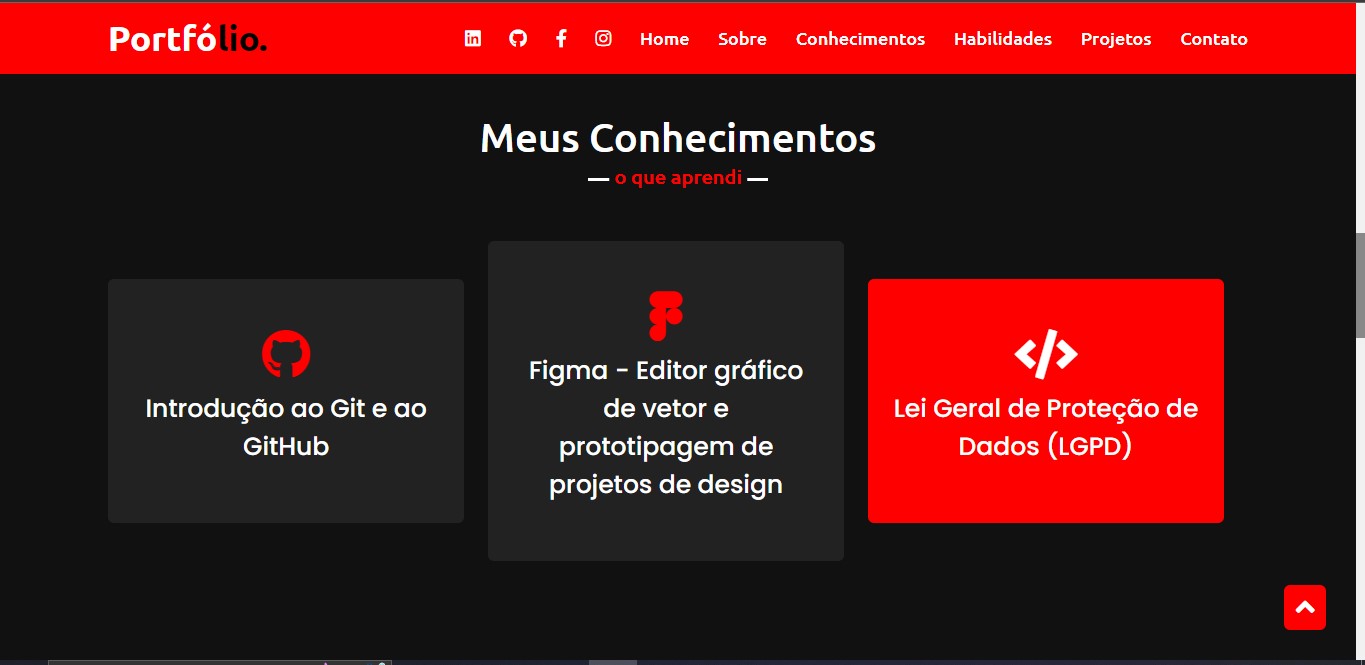 Portfólio.
Home Sobre Conhecimentos Habilidades Projetos Contato
Meus Conhecimentos
— o que aprendi —
Introdução ao Git e ao
GitHub
Figma - Editor gráfico
de vetor e
prototipagem de
projetos de design
Lei Geral de Proteção de
Dados (LGPD)